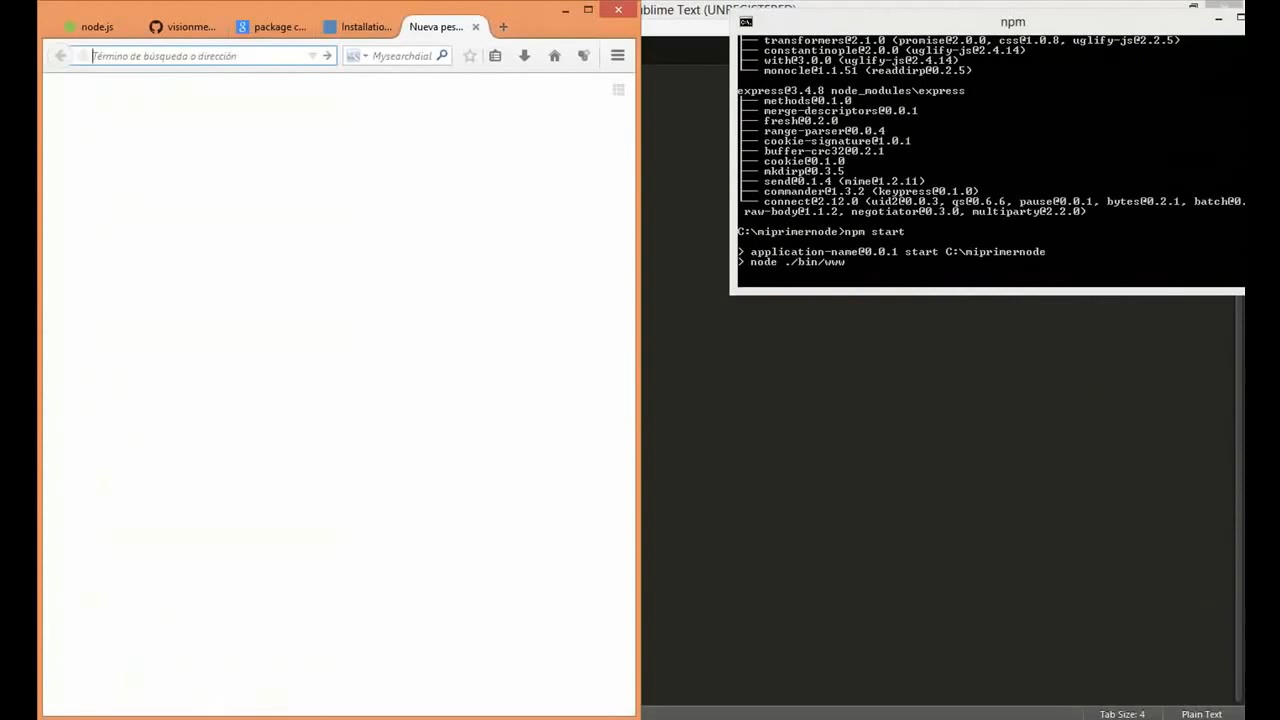 node.js
visionme...
package c...
Installatio...
Nueva pes...
Término de búsqueda o dirección
Mysearchdial
blime Text (UNREGISTERED)
npm
transformers@2.1.0 (promise@2.0.0, css@1.0.8, uglify-js@2.2.5)
constantinople@2.0.0 (uglify-js@2.4.14)
with@3.0.0 (uglify-js@2.4.14)
monocle@1.1.51 (readdirp@0.2.5)
express@3.4.8 node_modules\express
methods@0.1.0
merge-descriptors@0.0.1
fresh@0.2.0
range-parser@0.0.4
cookie-signature@1.0.1
buffer-crc32@0.2.1
cookie@0.1.0
mkdirp@0.3.5
send@0.1.4 (mime@1.2.11)
commander@1.3.2 (keypress@0.1.0)
connect@2.12.0 (uid2@0.0.3, qs@0.6.6, pause@0.0.1, bytes@0.2.1, batch@0.
raw-body@1.1.2, negotiator@0.3.0, multiparty@2.2.0)
C:\miprimernode>npm start
> application-name@0.0.1 start C:\miprimernode
> node ./bin/www
Tab Size: 4
Plain Text